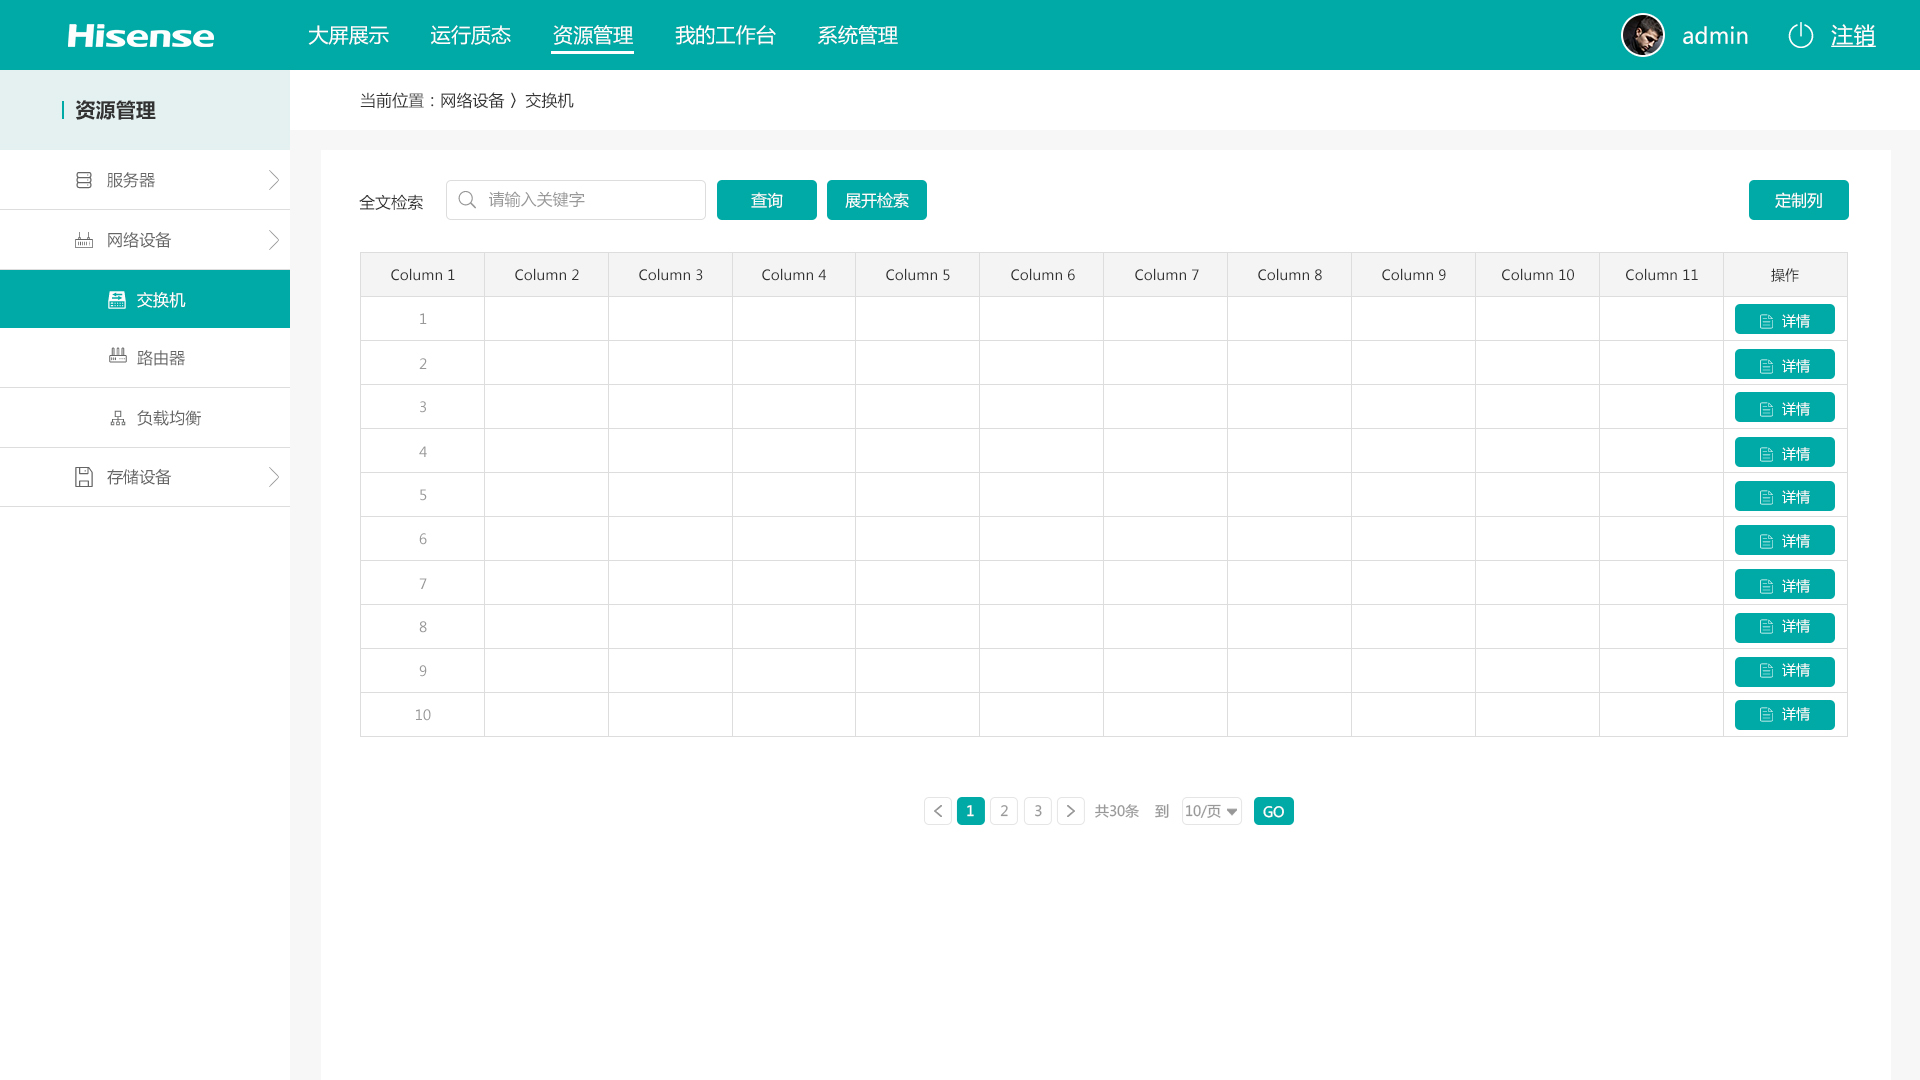 Hisense 大屏展示 运行质态 资源管理 我的工作台 系统管理 admin 注销
资源管理
服务器
网络设备
交换机
路由器
负载均衡
存储设备
当前位置：网络设备 〉交换机
全文检索 请输入关键字 查询 展开检索 定制列
Column 1 Column 2 Column 3 Column 4 Column 5 Column 6 Column 7 Column 8 Column 9 Column 10 Column 11 操作
1 详情
2 详情
3 详情
4 详情
5 详情
6 详情
7 详情
8 详情
9 详情
10 详情
1 2 3 共30条 到 10/页 GO